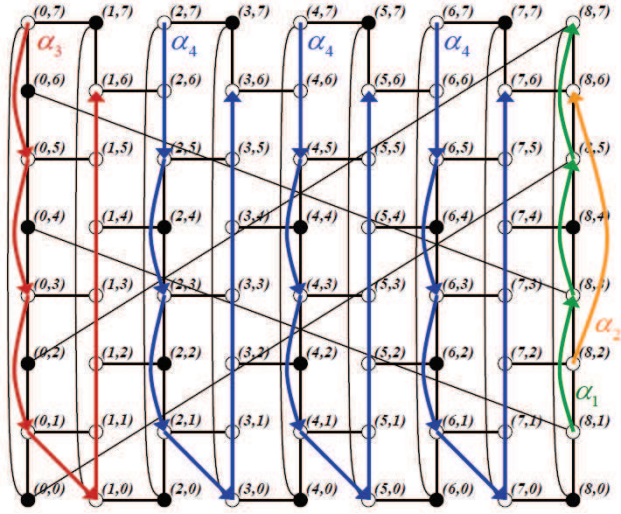 (0,7) (1,7) (2,7) (3,7) (4,7) (5,7) (6,7) (7,7) (8,7)
α₃ α₄ α₄ α₄
(0,6) (1,6) (2,6) (3,6) (4,6) (5,6) (6,6) (7,6) (8,6)
(0,5) (1,5) (2,5) (3,5) (4,5) (5,5) (6,5) (7,5) (8,5)
(0,4) (1,4) (2,4) (3,4) (4,4) (5,4) (6,4) (7,4) (8,4)
(0,3) (1,3) (2,3) (3,3) (4,3) (5,3) (6,3) (7,3) (8,3)
α₂
(0,2) (1,2) (2,2) (3,2) (4,2) (5,2) (6,2) (7,2) (8,2)
α₁
(0,1) (1,1) (2,1) (3,1) (4,1) (5,1) (6,1) (7,1) (8,1)
(0,0) (1,0) (2,0) (3,0) (4,0) (5,0) (6,0) (7,0) (8,0)